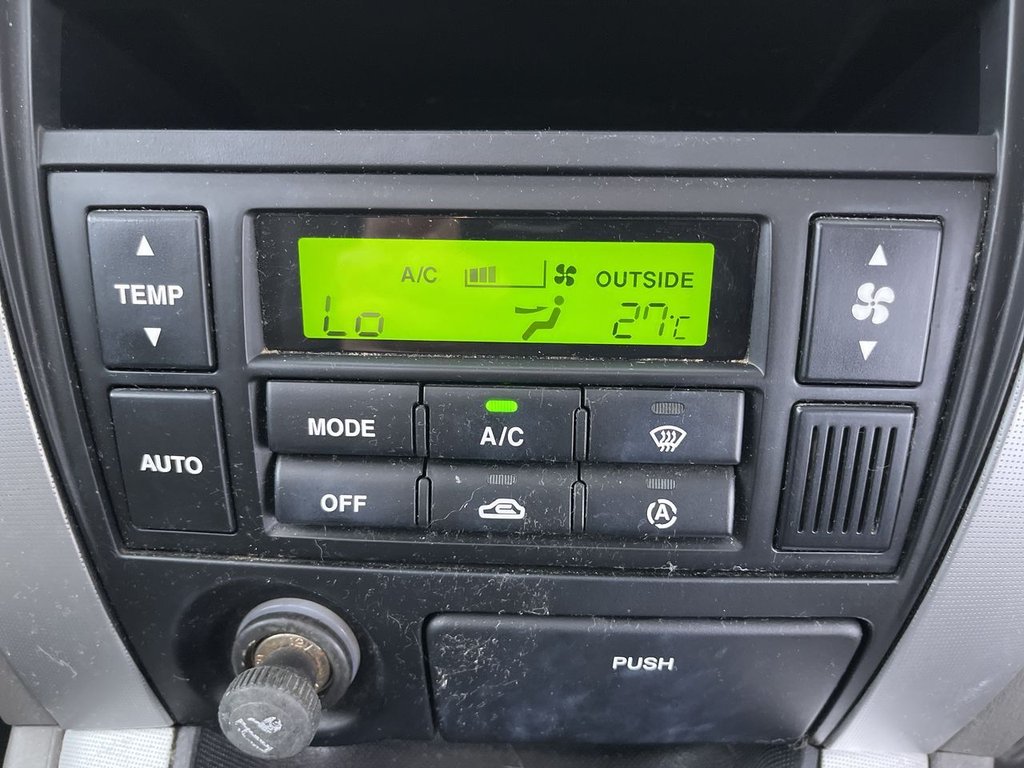 TEMP
A/C
OUTSIDE
Lo
27°C
AUTO
MODE
A/C
OFF
A
PUSH